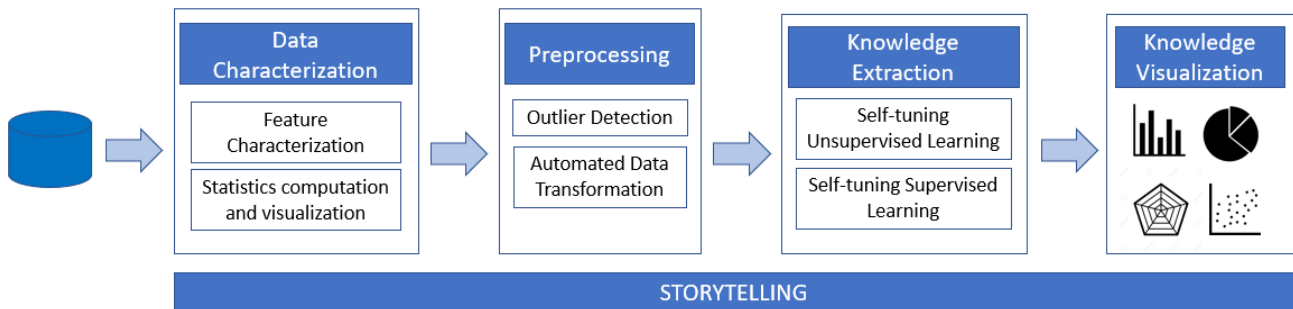 Data
Characterization
Feature
Characterization
Statistics computation
and visualization
Preprocessing
Outlier Detection
Automated Data
Transformation
Knowledge
Extraction
Self-tuning
Unsupervised Learning
Self-tuning Supervised
Learning
Knowledge
Visualization
STORYTELLING